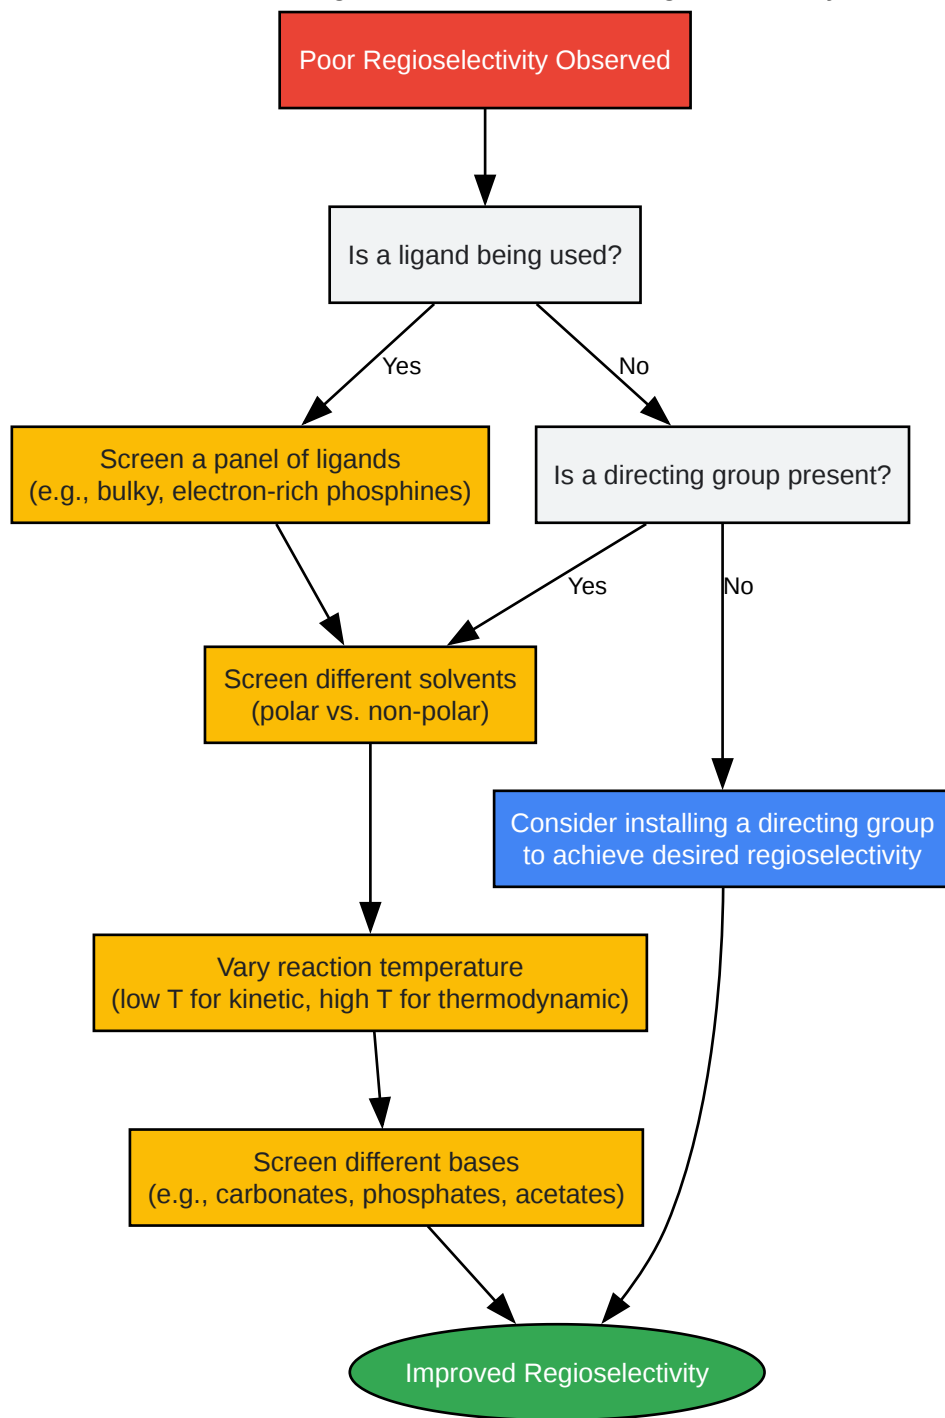 Poor Regioselectivity Observed
Is a ligand being used?
Yes
No
Screen a panel of ligands
(e.g., bulky, electron-rich phosphines)
Is a directing group present?
Yes
No
Screen different solvents
(polar vs. non-polar)
Consider installing a directing group
to achieve desired regioselectivity
Vary reaction temperature
(low T for kinetic, high T for thermodynamic)
Screen different bases
(e.g., carbonates, phosphates, acetates)
Improved Regioselectivity